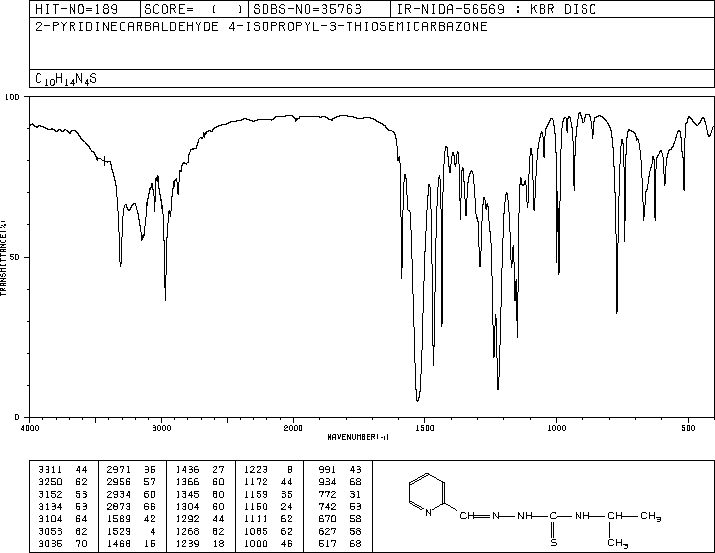 HIT-NO=189 SCORE= ( ) SDBS-NO=35763 IR-NIDA-56569 : KBR DISC
2-PYRIDINECARBALDEHYDE 4-ISOPROPYL-3-THIOSEMICARBAZONE
C10H14N4S
100
50
0
TRANSMITTANCE(%)
4000 3000 2000 1500 1000 500
WAVENUMBER(-1)
3311 44 2971 36 1436 27 1223 8 991 43
3250 62 2956 57 1366 60 1172 44 934 68
3152 53 2934 60 1345 80 1159 35 772 31
3134 53 2873 66 1304 60 1150 24 742 53
3104 64 1589 42 1292 44 1111 62 670 58
3053 62 1529 4 1268 62 1085 62 627 58
3035 70 1468 16 1239 18 1000 46 517 68
N CH=N-NH-C-NH-CH-CH3
S CH3